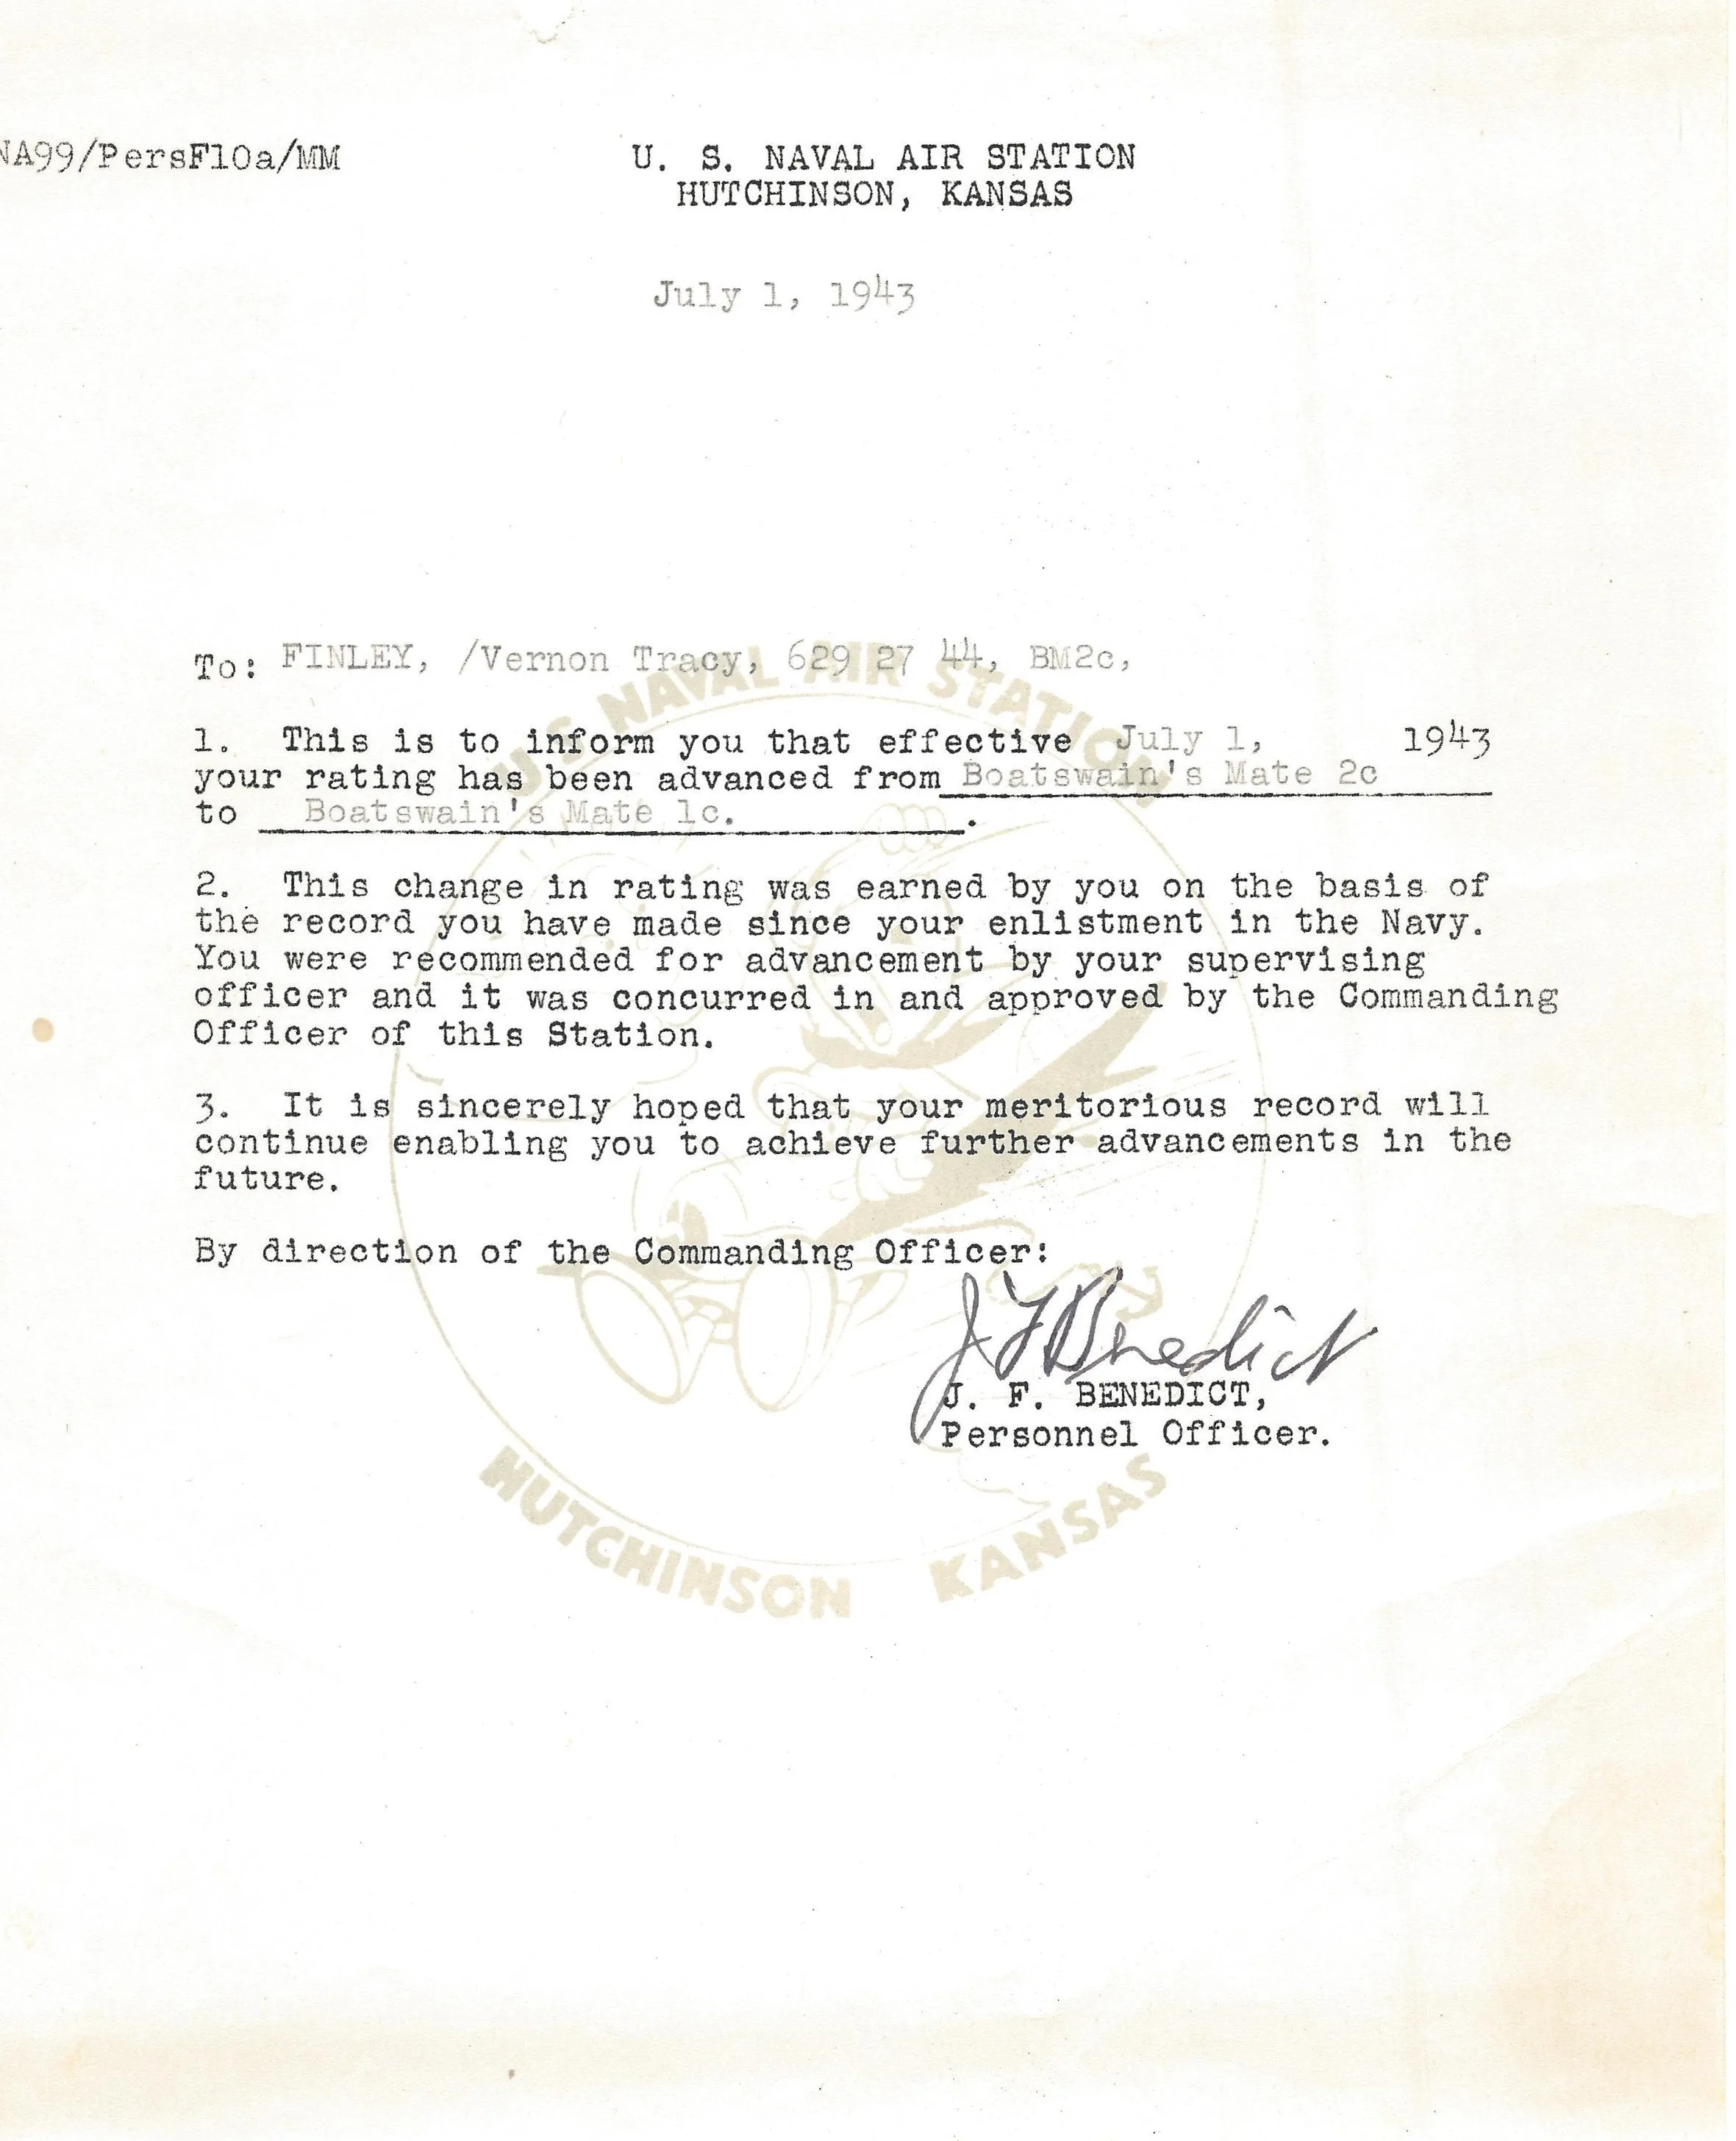 NA99/PersF10a/MM
U. S. NAVAL AIR STATION
HUTCHINSON, KANSAS
July 1, 1943
To: FINLEY, /Vernon Tracy, 629 27 44, BM2c,
1. This is to inform you that effective July 1, 1943
your rating has been advanced from Boatswain's Mate 2c
to Boatswain's Mate 1c. .
2. This change in rating was earned by you on the basis of
the record you have made since your enlistment in the Navy.
You were recommended for advancement by your supervising
officer and it was concurred in and approved by the Commanding
Officer of this Station.
3. It is sincerely hoped that your meritorious record will
continue enabling you to achieve further advancements in the
future.
By direction of the Commanding Officer:
J F Benedict
J. F. BENEDICT,
Personnel Officer.
U.S. NAVAL AIR STATION
HUTCHINSON KANSAS